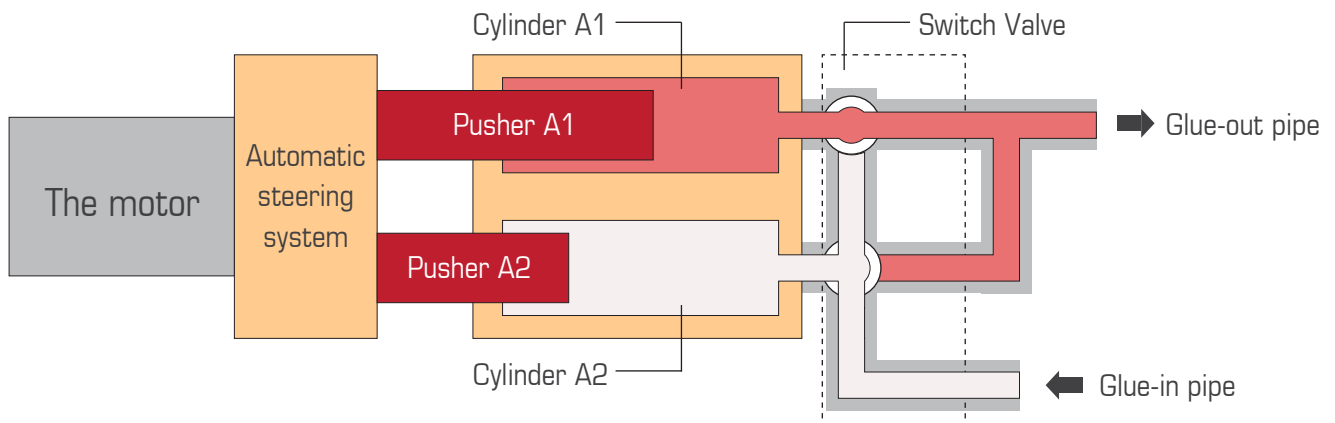 Cylinder A1
Switch Valve
Pusher A1
Glue-out pipe
The motor
Automatic
steering
system
Pusher A2
Cylinder A2
Glue-in pipe